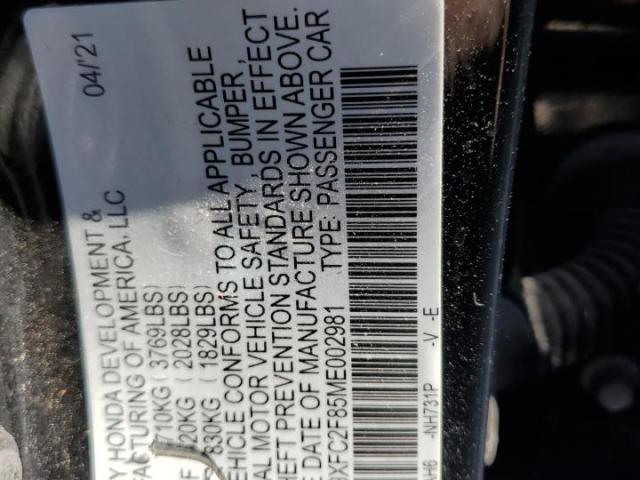 Y HONDA DEVELOPMENT & 04/'21
FACTURING OF AMERICA. LLC
710KG (3769LBS)
F 920KG (2028LBS)
830KG (1829LBS)
VEHICLE CONFORMS TO ALL APPLICABLE
AL MOTOR VEHICLE SAFETY, BUMPER,
HEFT PREVENTION STANDARDS IN EFFECT
E DATE OF MANUFACTURE SHOWN ABOVE.
XFC2F85ME002981 TYPE: PASSENGER CAR
H6 -NH731P -V -E